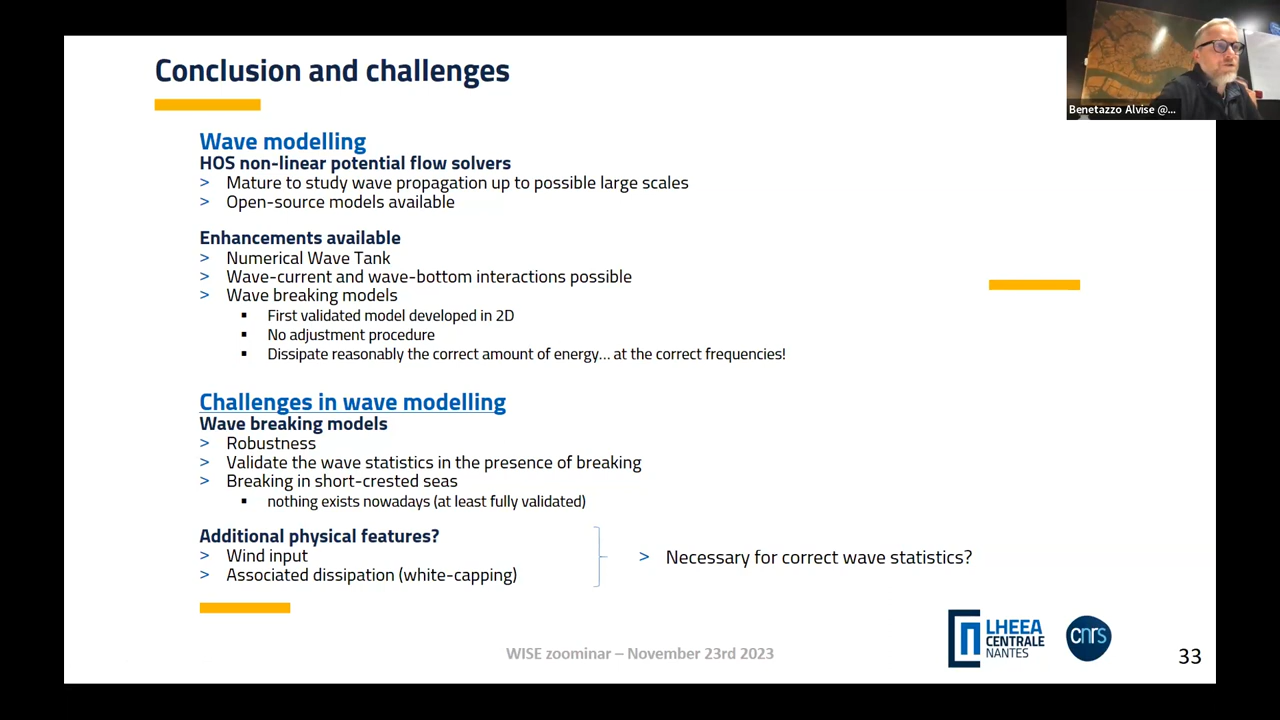 Conclusion and challenges
Benetazzo Alvise @...
Wave modelling
HOS non-linear potential flow solvers
> Mature to study wave propagation up to possible large scales
> Open-source models available
Enhancements available
> Numerical Wave Tank
> Wave-current and wave-bottom interactions possible
> Wave breaking models
▪ First validated model developed in 2D
▪ No adjustment procedure
▪ Dissipate reasonably the correct amount of energy... at the correct frequencies!
Challenges in wave modelling
Wave breaking models
> Robustness
> Validate the wave statistics in the presence of breaking
> Breaking in short-crested seas
▪ nothing exists nowadays (at least fully validated)
Additional physical features?
> Wind input
> Associated dissipation (white-capping)
> Necessary for correct wave statistics?
LHEEA
CENTRALE
NANTES
cnrs
WISE zoominar – November 23rd 2023
33